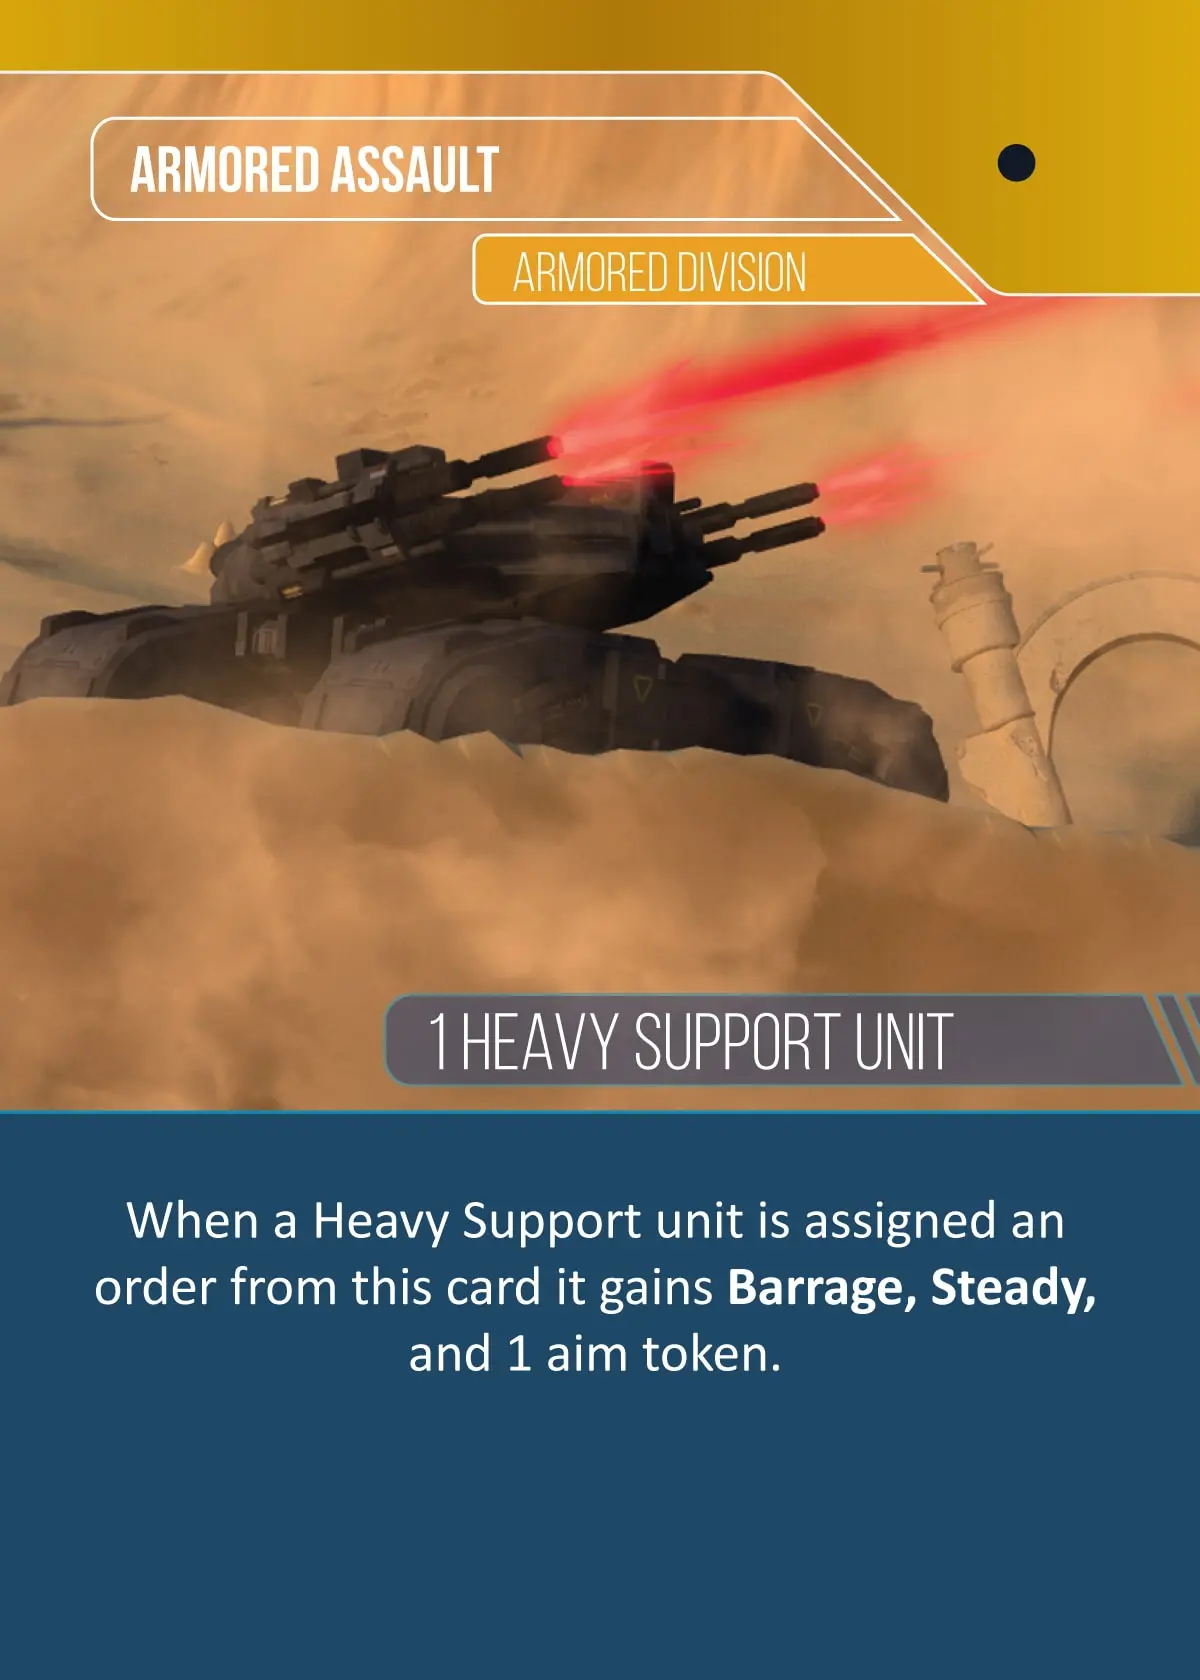 ARMORED ASSAULT
ARMORED DIVISION
1 HEAVY SUPPORT UNIT
When a Heavy Support unit is assigned an
order from this card it gains Barrage, Steady,
and 1 aim token.